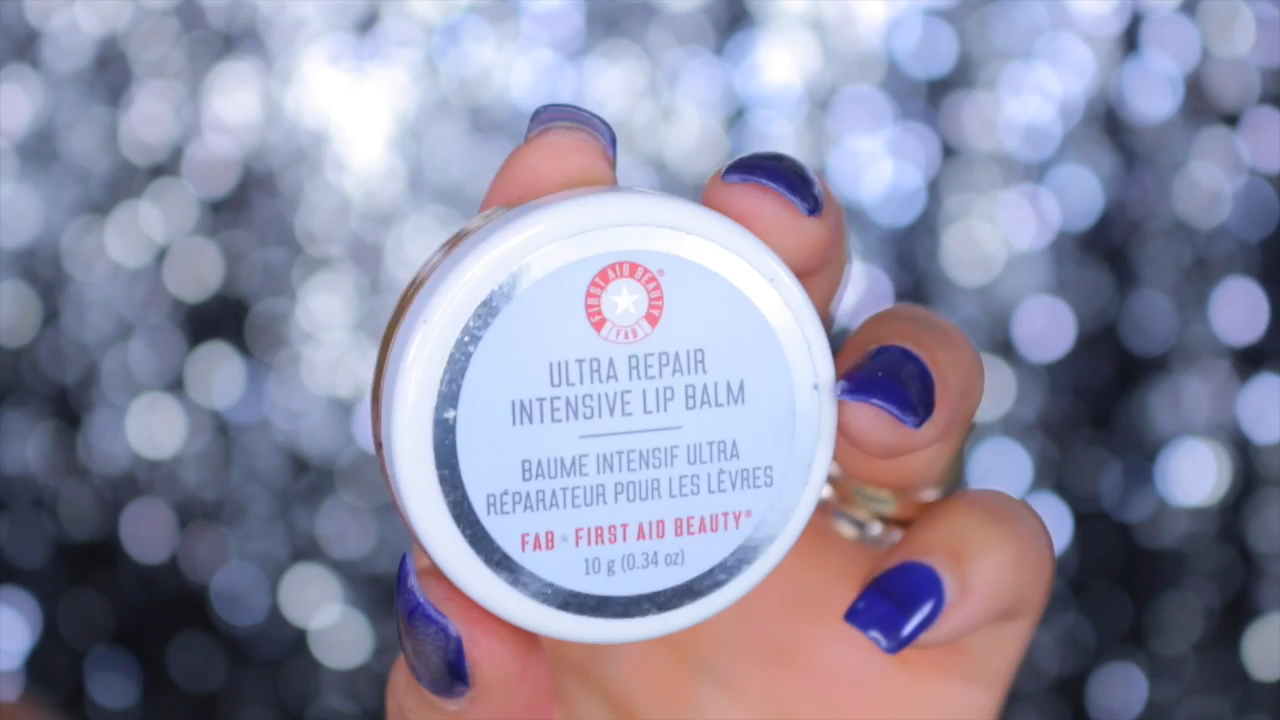 FIRST AID BEAUTY®
FAB
ULTRA REPAIR
INTENSIVE LIP BALM
BAUME INTENSIF ULTRA
RÉPARATEUR POUR LES LÈVRES
FAB ★ FIRST AID BEAUTY®
10 g (0.34 oz)